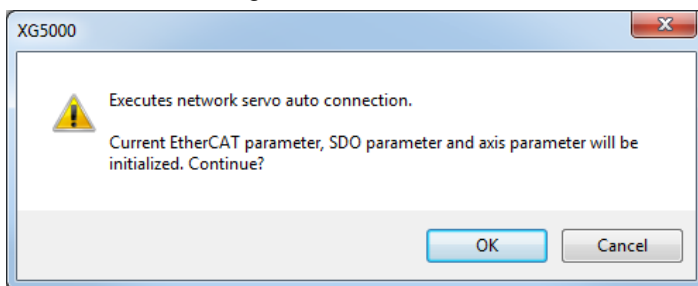 XG5000
Executes network servo auto connection.
Current EtherCAT parameter, SDO parameter and axis parameter will be
initialized. Continue?
OK
Cancel